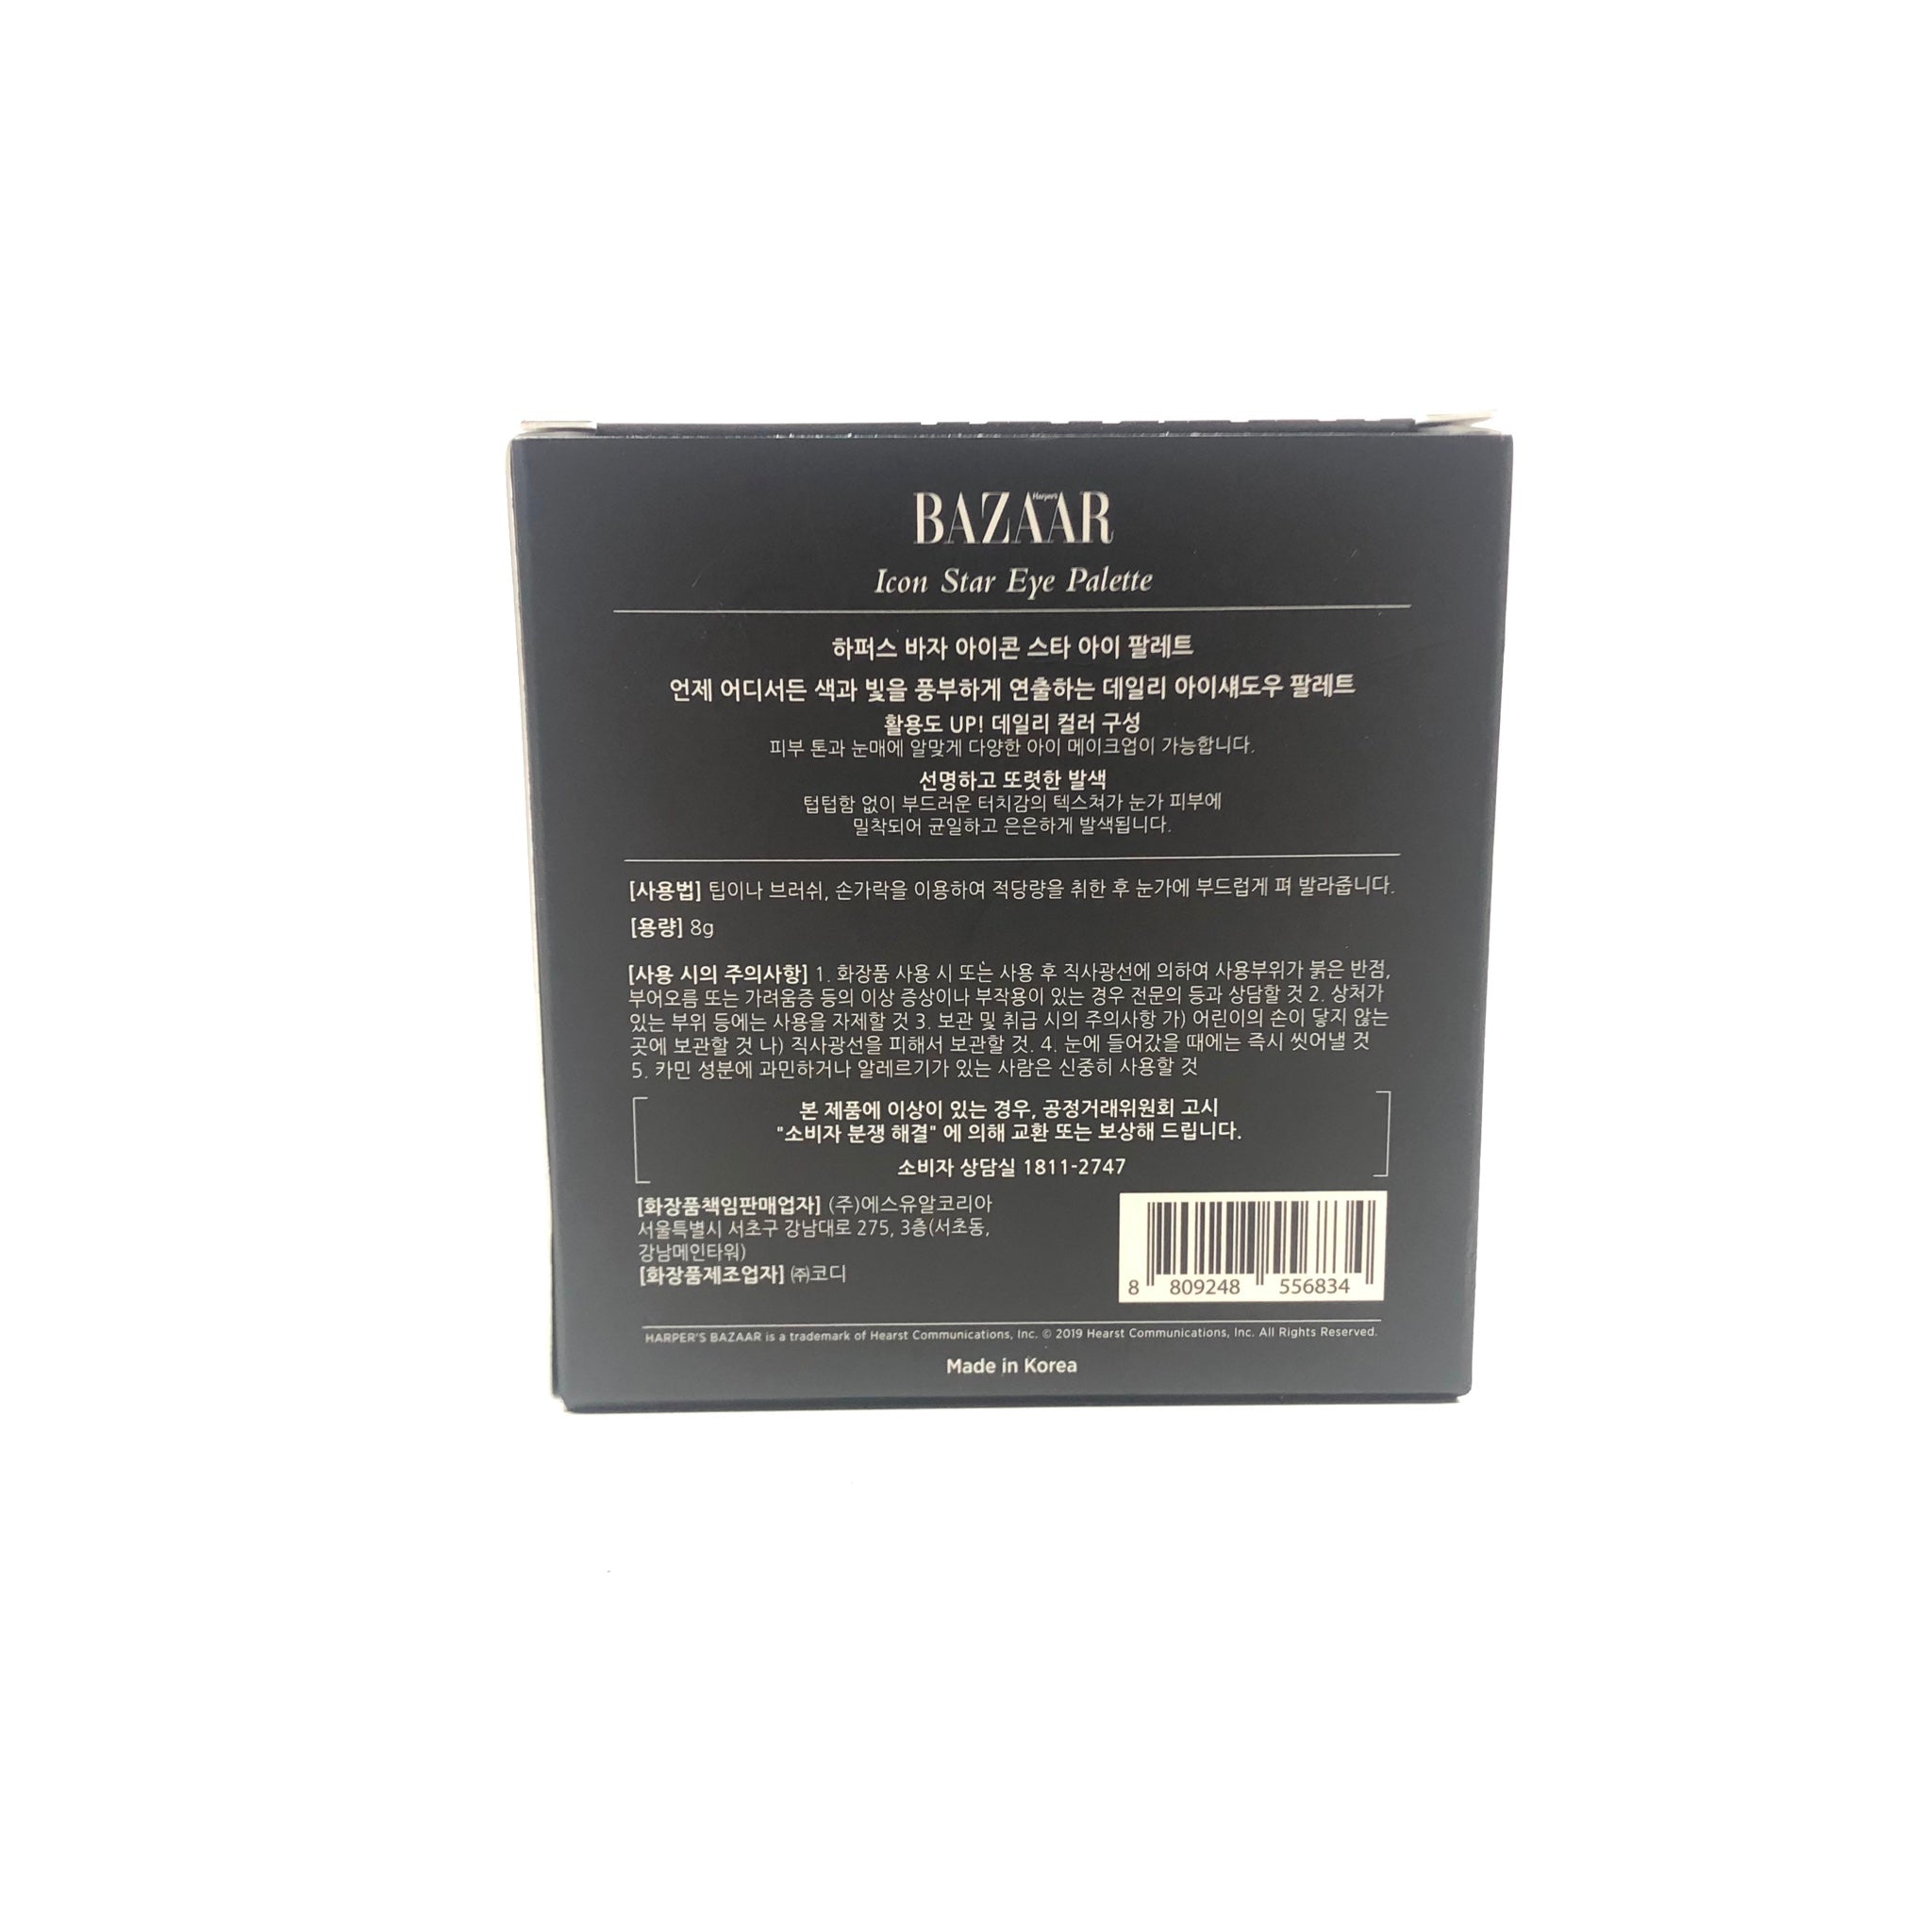 Harper's
BAZAAR
Icon Star Eye Palette
하퍼스 바자 아이콘 스타 아이 팔레트
언제 어디서든 색과 빛을 풍부하게 연출하는 데일리 아이섀도우 팔레트
활용도 UP! 데일리 컬러 구성
피부 톤과 눈매에 알맞게 다양한 아이 메이크업이 가능합니다.
선명하고 또렷한 발색
텁텁함 없이 부드러운 터치감의 텍스쳐가 눈가 피부에
밀착되어 균일하고 은은하게 발색됩니다.
[사용법] 팁이나 브러쉬, 손가락을 이용하여 적당량을 취한 후 눈가에 부드럽게 펴 발라줍니다.
[용량] 8g
[사용 시의 주의사항] 1. 화장품 사용 시 또는 사용 후 직사광선에 의하여 사용부위가 붉은 반점,
부어오름 또는 가려움증 등의 이상 증상이나 부작용이 있는 경우 전문의 등과 상담할 것 2. 상처가
있는 부위 등에는 사용을 자제할 것 3. 보관 및 취급 시의 주의사항 가) 어린이의 손이 닿지 않는
곳에 보관할 것 나) 직사광선을 피해서 보관할 것. 4. 눈에 들어갔을 때에는 즉시 씻어낼 것
5. 카민 성분에 과민하거나 알레르기가 있는 사람은 신중히 사용할 것
본 제품에 이상이 있는 경우, 공정거래위원회 고시
"소비자 분쟁 해결" 에 의해 교환 또는 보상해 드립니다.
소비자 상담실 1811-2747
[화장품책임판매업자] (주)에스유알코리아
서울특별시 서초구 강남대로 275, 3층(서초동,
강남메인타워)
[화장품제조업자] ㈜코디
8 809248 556834
HARPER'S BAZAAR is a trademark of Hearst Communications, Inc. © 2019 Hearst Communications, Inc. All Rights Reserved.
Made in Korea